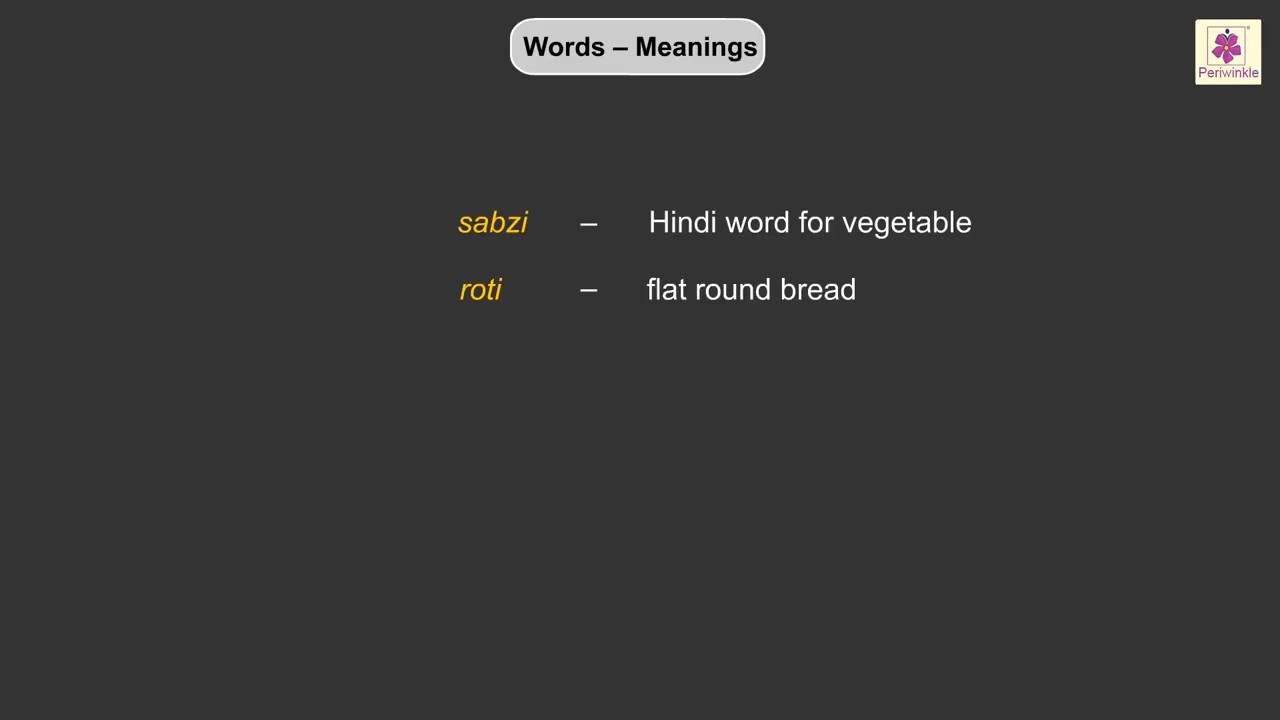 Words – Meanings
Periwinkle
sabzi – Hindi word for vegetable
roti – flat round bread